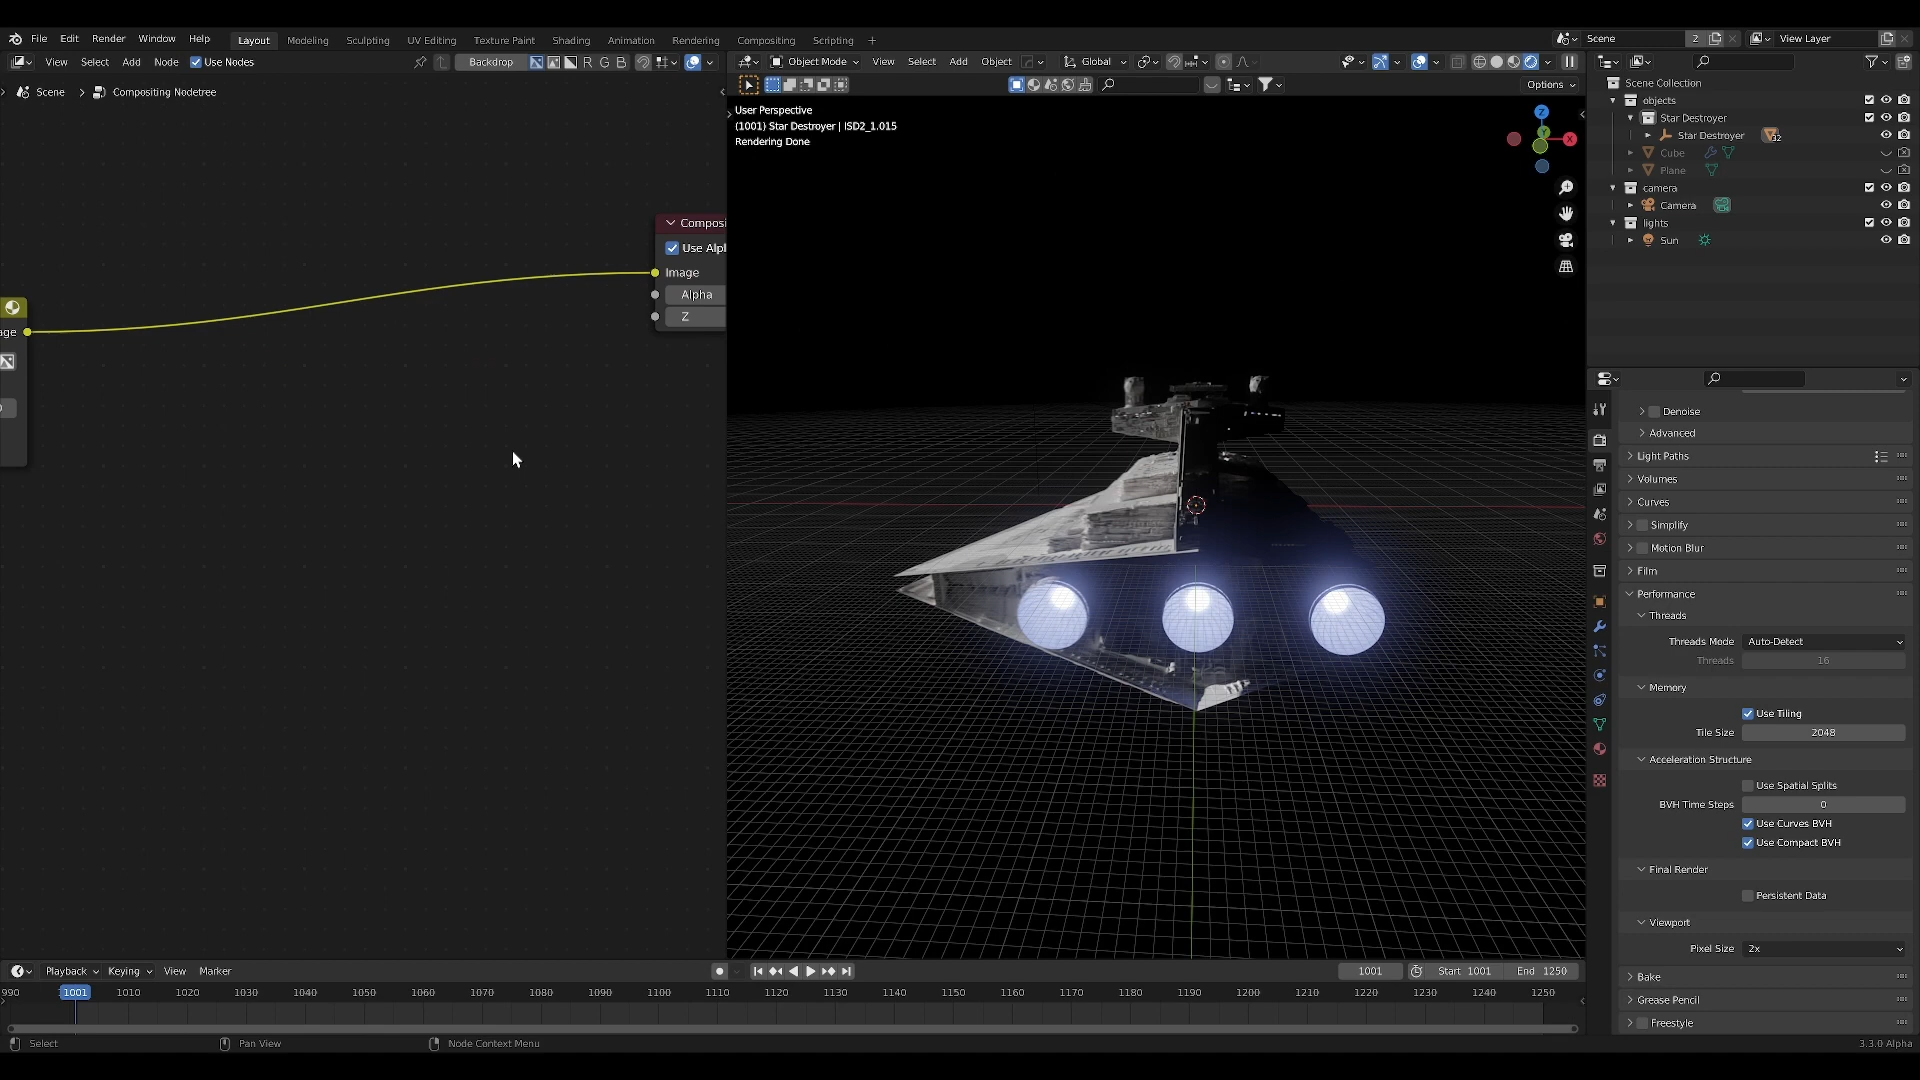 File Edit Render Window Help Layout Modeling Sculpting UV Editing Texture Paint Shading Animation Rendering Compositing Scripting + Scene 2 View Layer
View Select Add Node Use Nodes Backdrop R G B Object Mode View Select Add Object Global
Scene > Compositing Nodetree
Options
User Perspective
(1001) Star Destroyer | ISD2_1.015
Rendering Done
Z
Y
X
Composi
Use Alpl
Image
Alpha
Z
age
Scene Collection
objects
Star Destroyer
Star Destroyer 32
Cube
Plane
camera
Camera
lights
Sun
Denoise
Advanced
Light Paths
Volumes
Curves
Simplify
Motion Blur
Film
Performance
Threads
Threads Mode Auto-Detect
Threads 16
Memory
Use Tiling
Tile Size 2048
Acceleration Structure
Use Spatial Splits
BVH Time Steps 0
Use Curves BVH
Use Compact BVH
Final Render
Persistent Data
Viewport
Pixel Size 2x
Bake
Grease Pencil
Freestyle
Playback Keying View Marker 1001 Start 1001 End 1250
990 1001 1010 1020 1030 1040 1050 1060 1070 1080 1090 1100 1110 1120 1130 1140 1150 1160 1170 1180 1190 1200 1210 1220 1230 1240 1250
Select Pan View Node Context Menu 3.3.0 Alpha